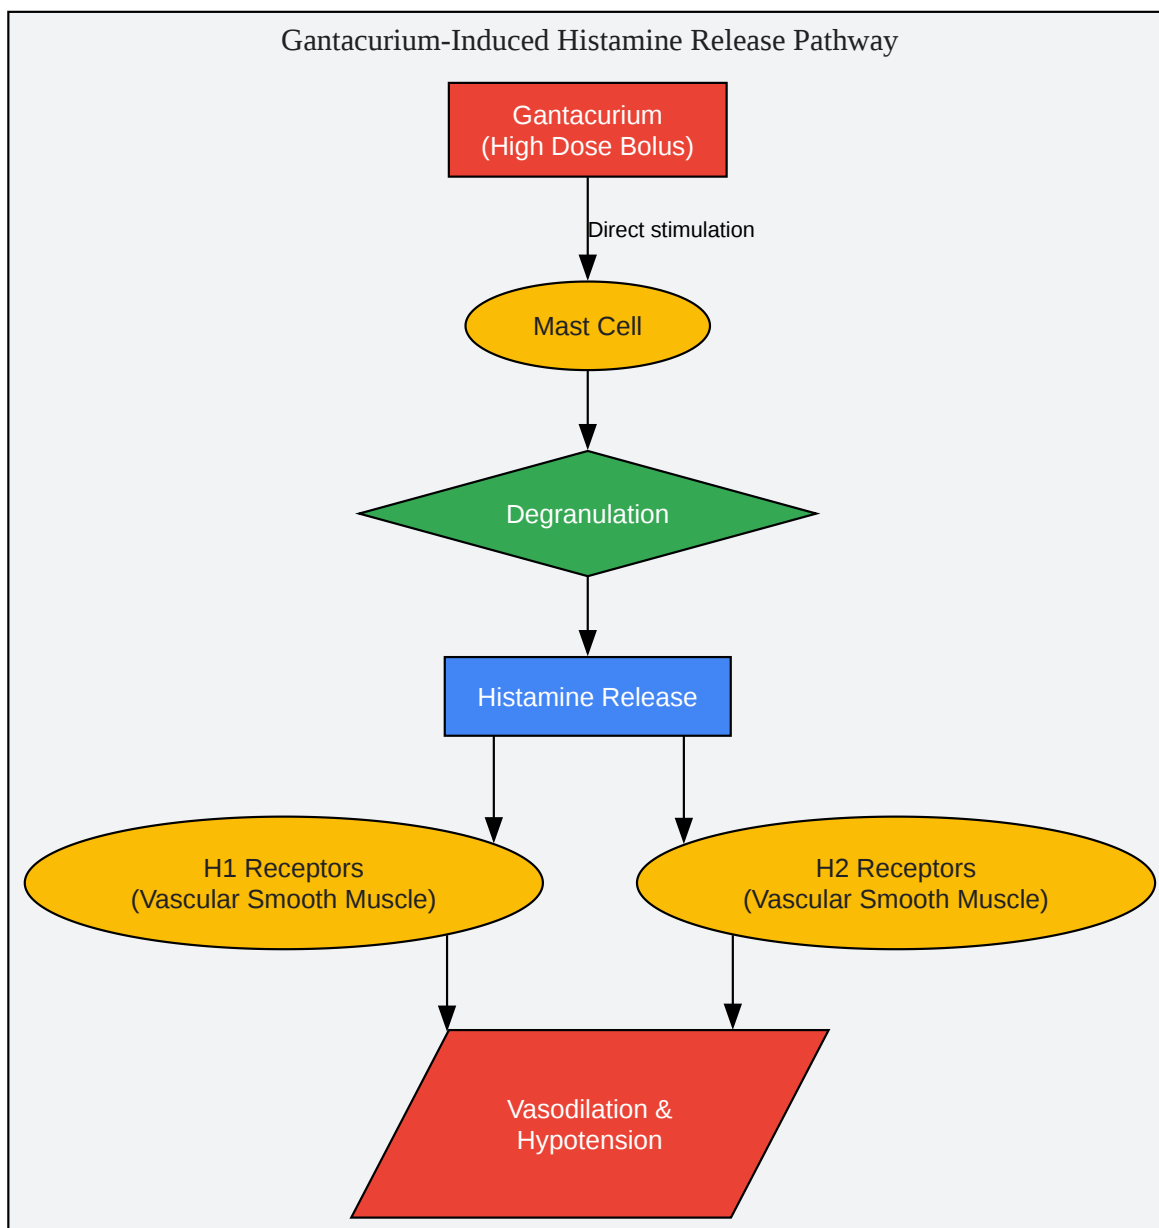 Gantacurium-Induced Histamine Release Pathway
Gantacurium
(High Dose Bolus)
Direct stimulation
Mast Cell
Degranulation
Histamine Release
H1 Receptors
(Vascular Smooth Muscle)
H2 Receptors
(Vascular Smooth Muscle)
Vasodilation &
Hypotension